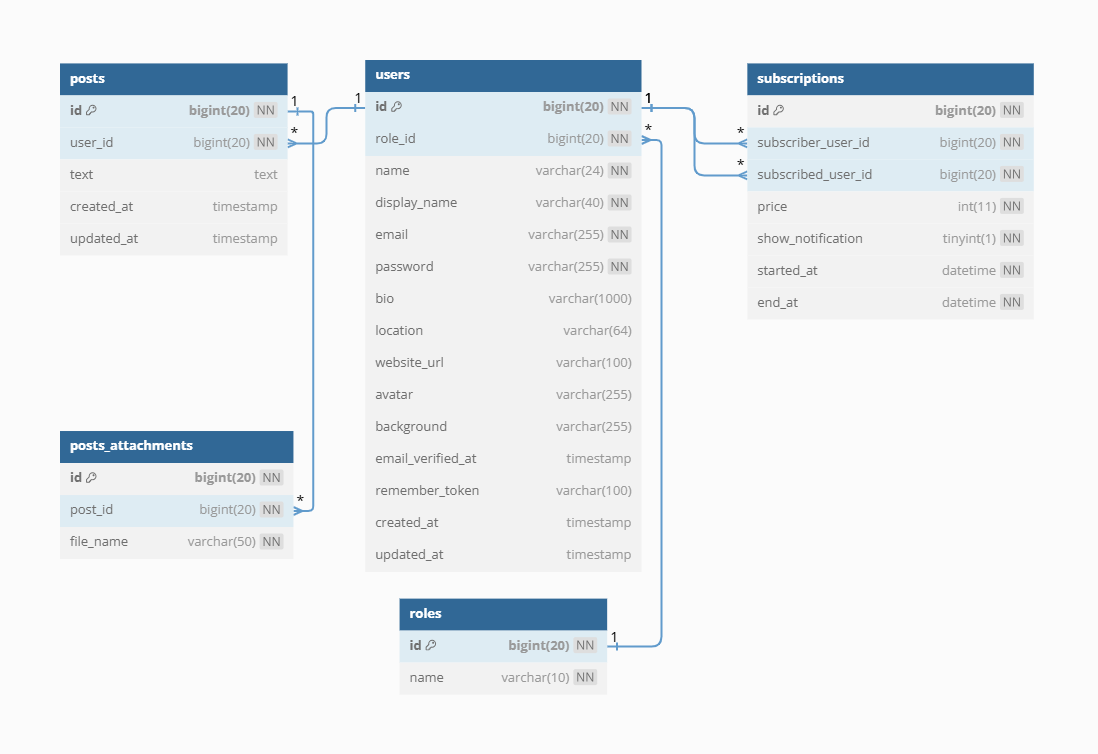 posts
id bigint(20) NN
user_id bigint(20) NN
text text
created_at timestamp
updated_at timestamp
1
*
1
users
id bigint(20) NN
role_id bigint(20) NN
name varchar(24) NN
display_name varchar(40) NN
email varchar(255) NN
password varchar(255) NN
bio varchar(1000)
location varchar(64)
website_url varchar(100)
avatar varchar(255)
background varchar(255)
email_verified_at timestamp
remember_token varchar(100)
created_at timestamp
updated_at timestamp
1
*
*
*
subscriptions
id bigint(20) NN
subscriber_user_id bigint(20) NN
subscribed_user_id bigint(20) NN
price int(11) NN
show_notification tinyint(1) NN
started_at datetime NN
end_at datetime NN
posts_attachments
id bigint(20) NN
post_id bigint(20) NN
file_name varchar(50) NN
*
roles
id bigint(20) NN
name varchar(10) NN
1